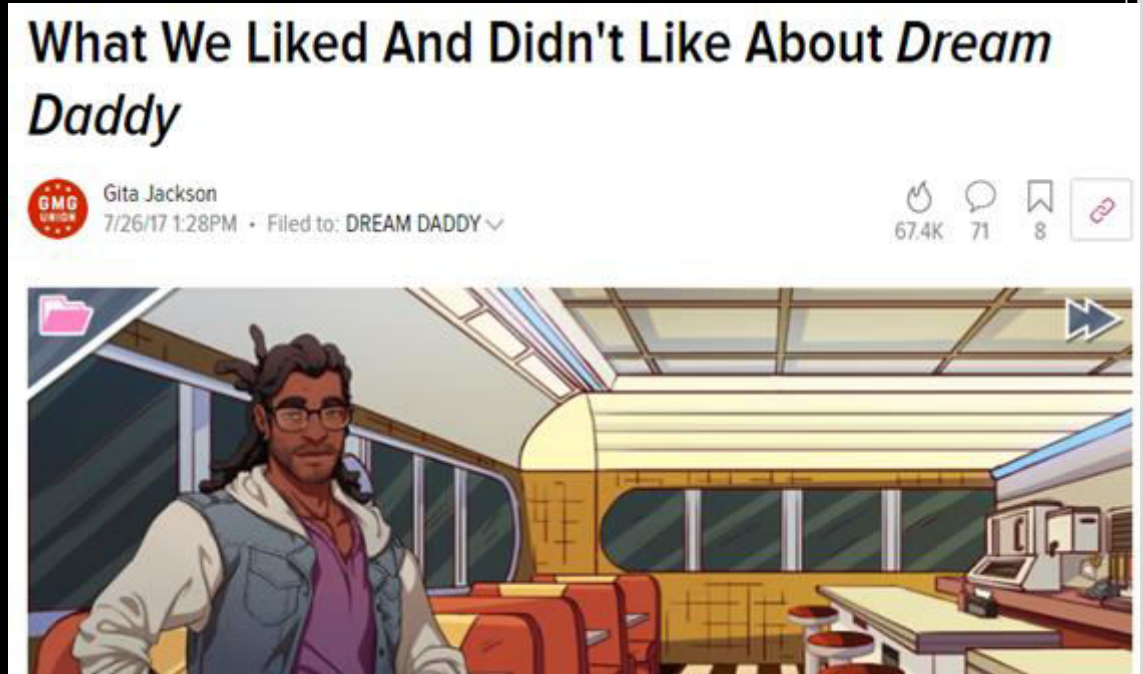 What We Liked And Didn't Like About Dream
Daddy
GMG
UNION
Gita Jackson
7/26/17 1:28PM • Filed to: DREAM DADDY
67.4K 71 8